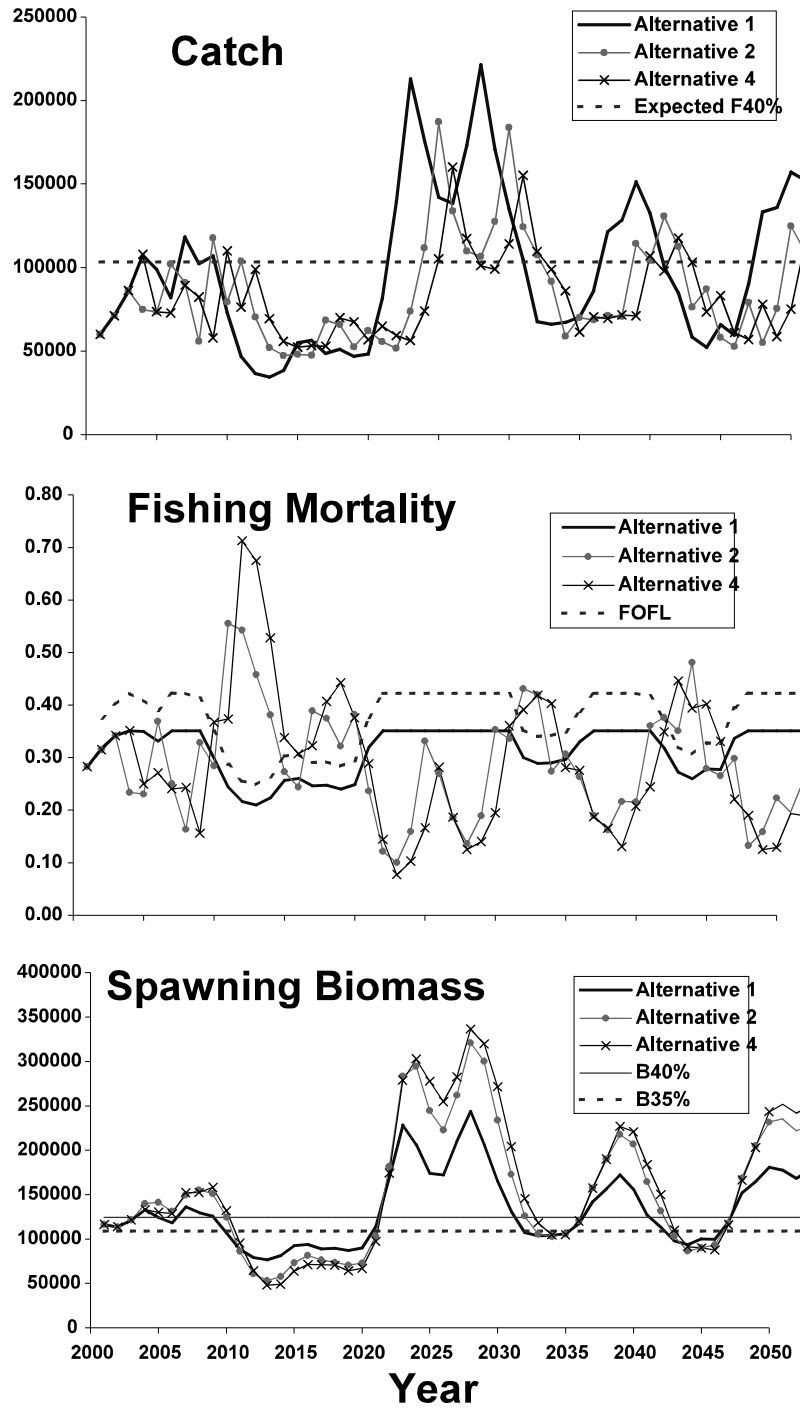 Catch
250000
200000
150000
100000
50000
0
Alternative 1
Alternative 2
Alternative 4
Expected F40%
Fishing Mortality
0.80
0.70
0.60
0.50
0.40
0.30
0.20
0.10
0.00
Alternative 1
Alternative 2
Alternative 4
FOFL
Spawning Biomass
400000
350000
300000
250000
200000
150000
100000
50000
0
Alternative 1
Alternative 2
Alternative 4
B40%
B35%
2000 2005 2010 2015 2020 2025 2030 2035 2040 2045 2050
Year